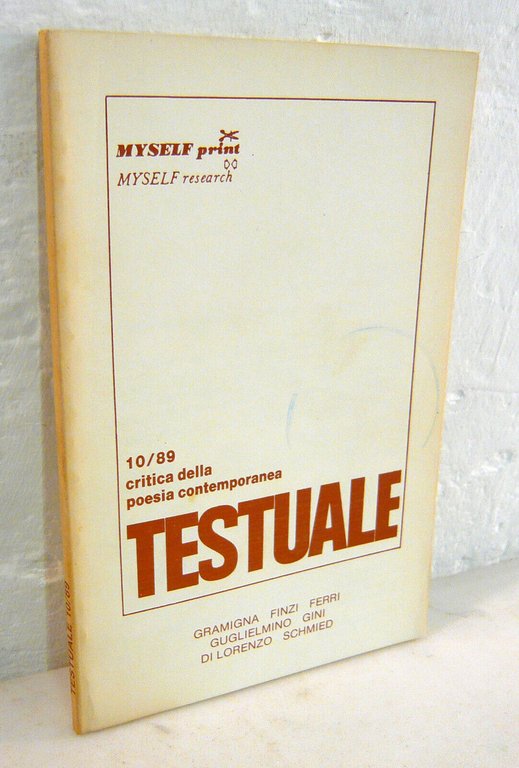 MYSELF print
MYSELF research
10/89
critica della
poesia contemporanea
TESTUALE
GRAMIGNA FINZI FERRI
GUGLIELMINO GINI
DI LORENZO SCHMIED
TESTUALE 10/89